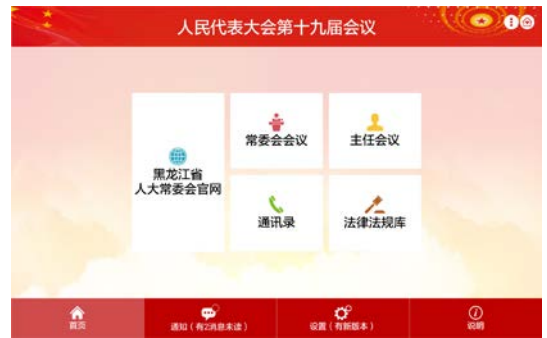 人民代表大会第十九届会议
常委会会议
主任会议
黑龙江省
人大常委会官网
通讯录
法律法规库
首页
通知（有2消息未读）
设置（有新版本）
说明